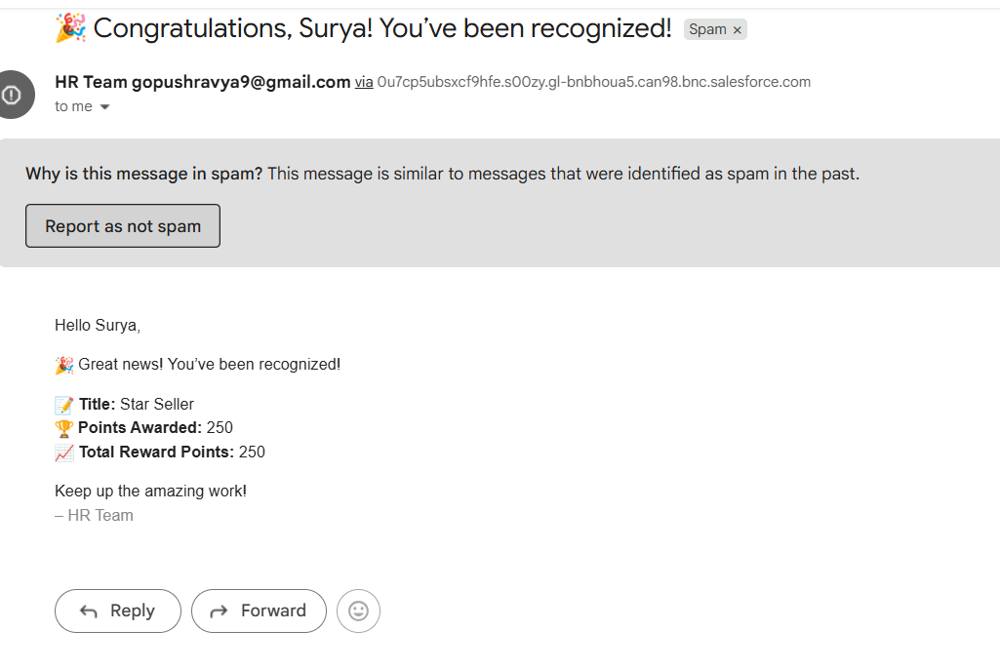 🎉 Congratulations, Surya! You’ve been recognized! Spam ×
HR Team gopushravya9@gmail.com via 0u7cp5ubsxcf9hfe.s00zy.gl-bnbhoua5.can98.bnc.salesforce.com
to me
Why is this message in spam? This message is similar to messages that were identified as spam in the past.
Report as not spam
Hello Surya,
🎉 Great news! You’ve been recognized!
📝 Title: Star Seller
🏆 Points Awarded: 250
📈 Total Reward Points: 250
Keep up the amazing work!
– HR Team
Reply Forward